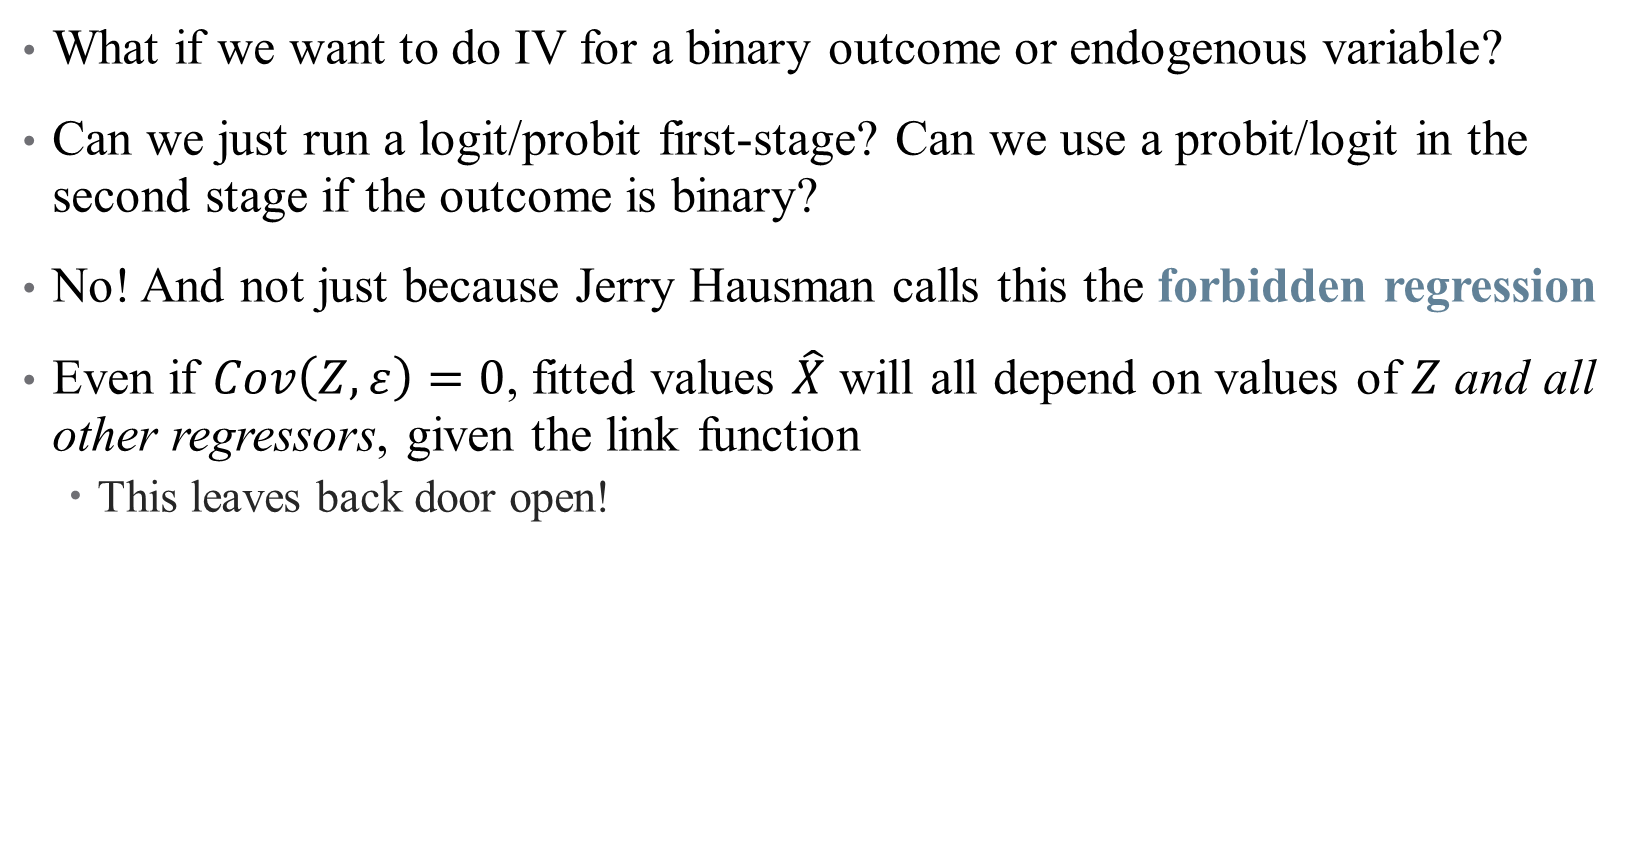 • What if we want to do IV for a binary outcome or endogenous variable?
• Can we just run a logit/probit first-stage? Can we use a probit/logit in the
second stage if the outcome is binary?
• No! And not just because Jerry Hausman calls this the forbidden regression
• Even if 𝐶𝑜𝑣(𝑍, 𝜀) = 0, fitted values X̂ will all depend on values of 𝑍 and all
other regressors, given the link function
• This leaves back door open!